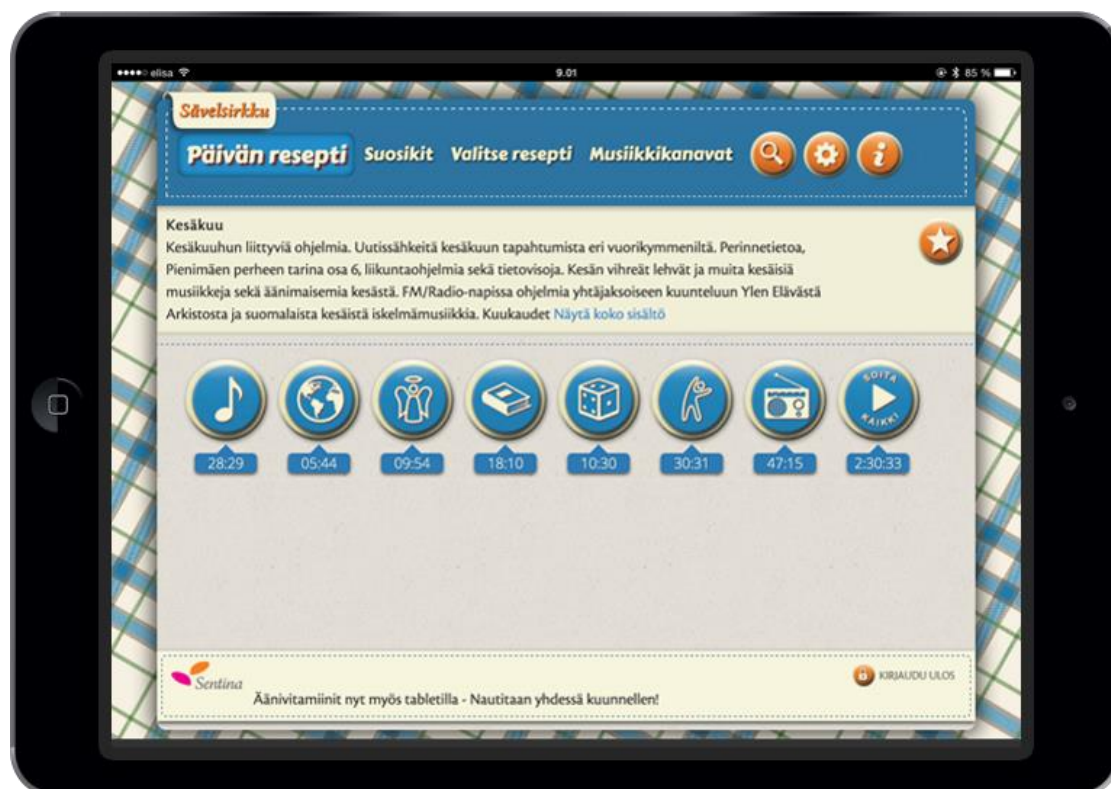 elisa 9.01 85 %
Sävelsirkku
Päivän resepti Suosikit Valitse resepti Musiikkikanavat i
Kesäkuu
Kesäkuuhun liittyviä ohjelmia. Uutissähkeitä kesäkuun tapahtumista eri vuorikymmeniltä. Perinnetietoa,
Pienimäen perheen tarina osa 6, liikuntaohjelmia sekä tietovisoja. Kesän vihreät lehvät ja muita kesäisiä
musiikkeja sekä äänimaisemia kesästä. FM/Radio-napissa ohjelmia yhtäjaksoiseen kuunteluun Ylen Elävästä
Arkistosta ja suomalaista kesäistä iskelmämusiikkia. Kuukaudet Näytä koko sisältö
SOITA
KAIKKI
28:29 05:44 09:54 18:10 10:30 30:31 47:15 2:30:33
Sentina
KIRJAUDU ULOS
Äänivitamiinit nyt myös tabletilla - Nautitaan yhdessä kuunnellen!